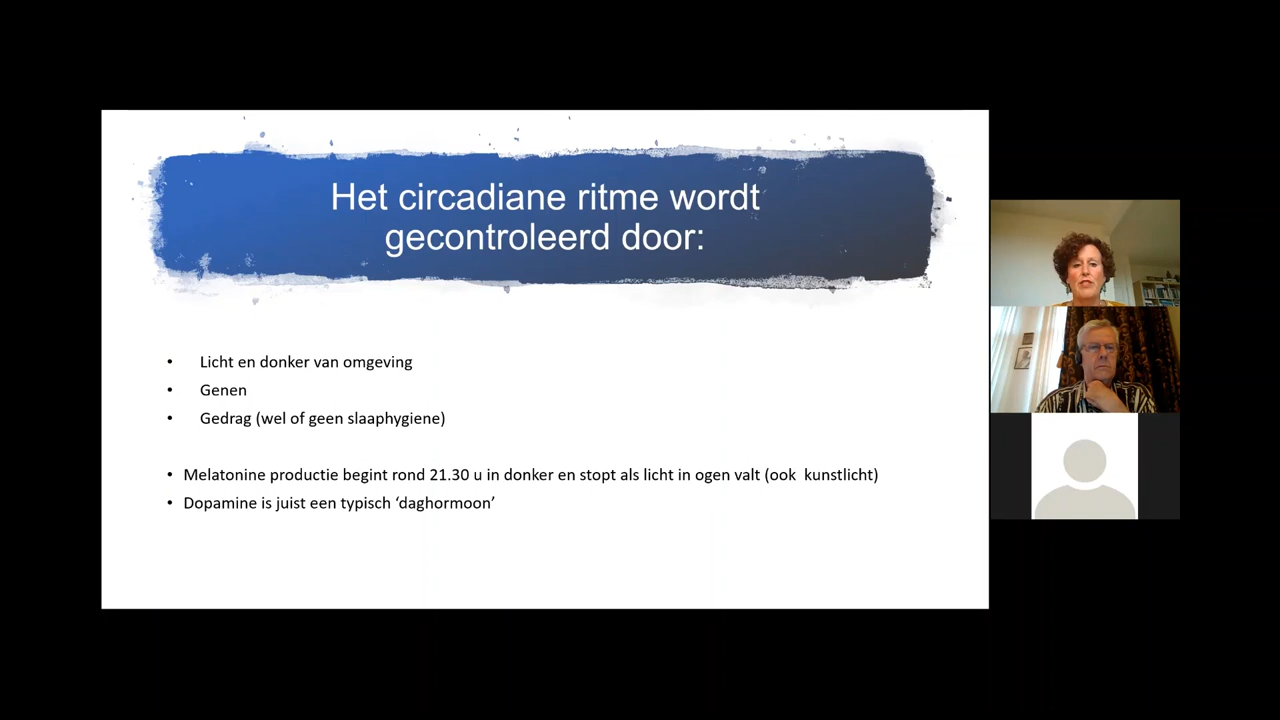 Het circadiane ritme wordt
gecontroleerd door:
• Licht en donker van omgeving
• Genen
• Gedrag (wel of geen slaaphygiene)
• Melatonine productie begint rond 21.30 u in donker en stopt als licht in ogen valt (ook kunstlicht)
• Dopamine is juist een typisch ‘daghormoon’